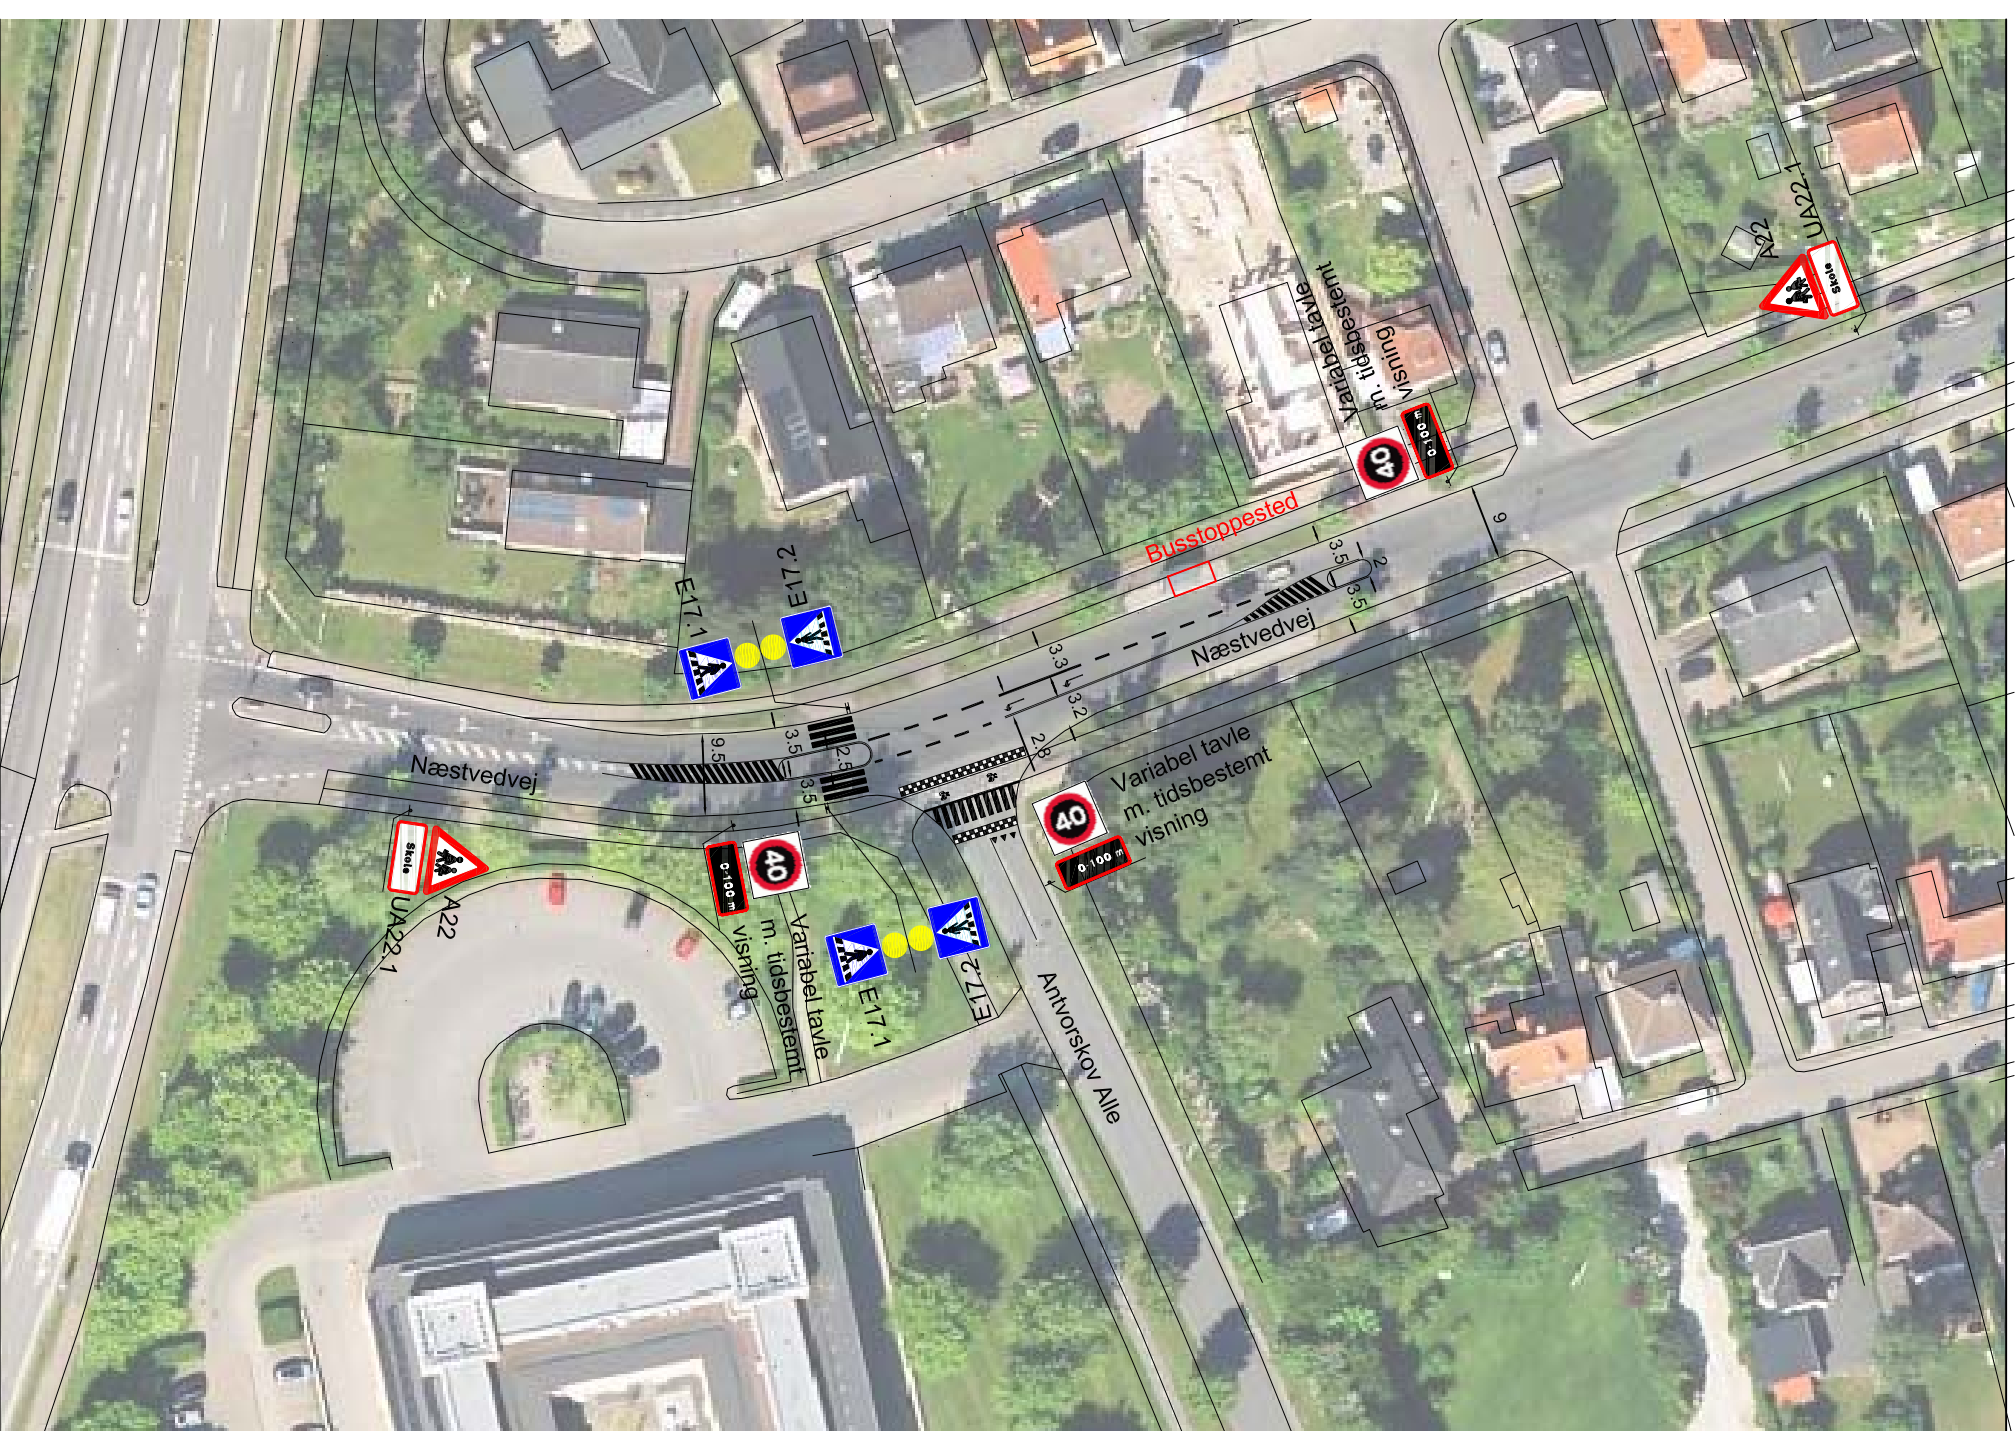 UA22.1
A22
Skole
Variabel tavle
m. tidsbestemt
visning
40
0-100 m
Busstoppested
9
3.5
2
3.5
Næstvedvej
E17.2
E17.1
3.3
3.2
2.8
9.5
3.5
2.5
3.5
Næstvedvej
Variabel tavle
m. tidsbestemt
visning
40
0-100 m
Skole
A22
UA22.1
40
0-100 m
Variabel tavle
m. tidsbestemt
visning
E17.1
E17.2
Antvorskov Alle